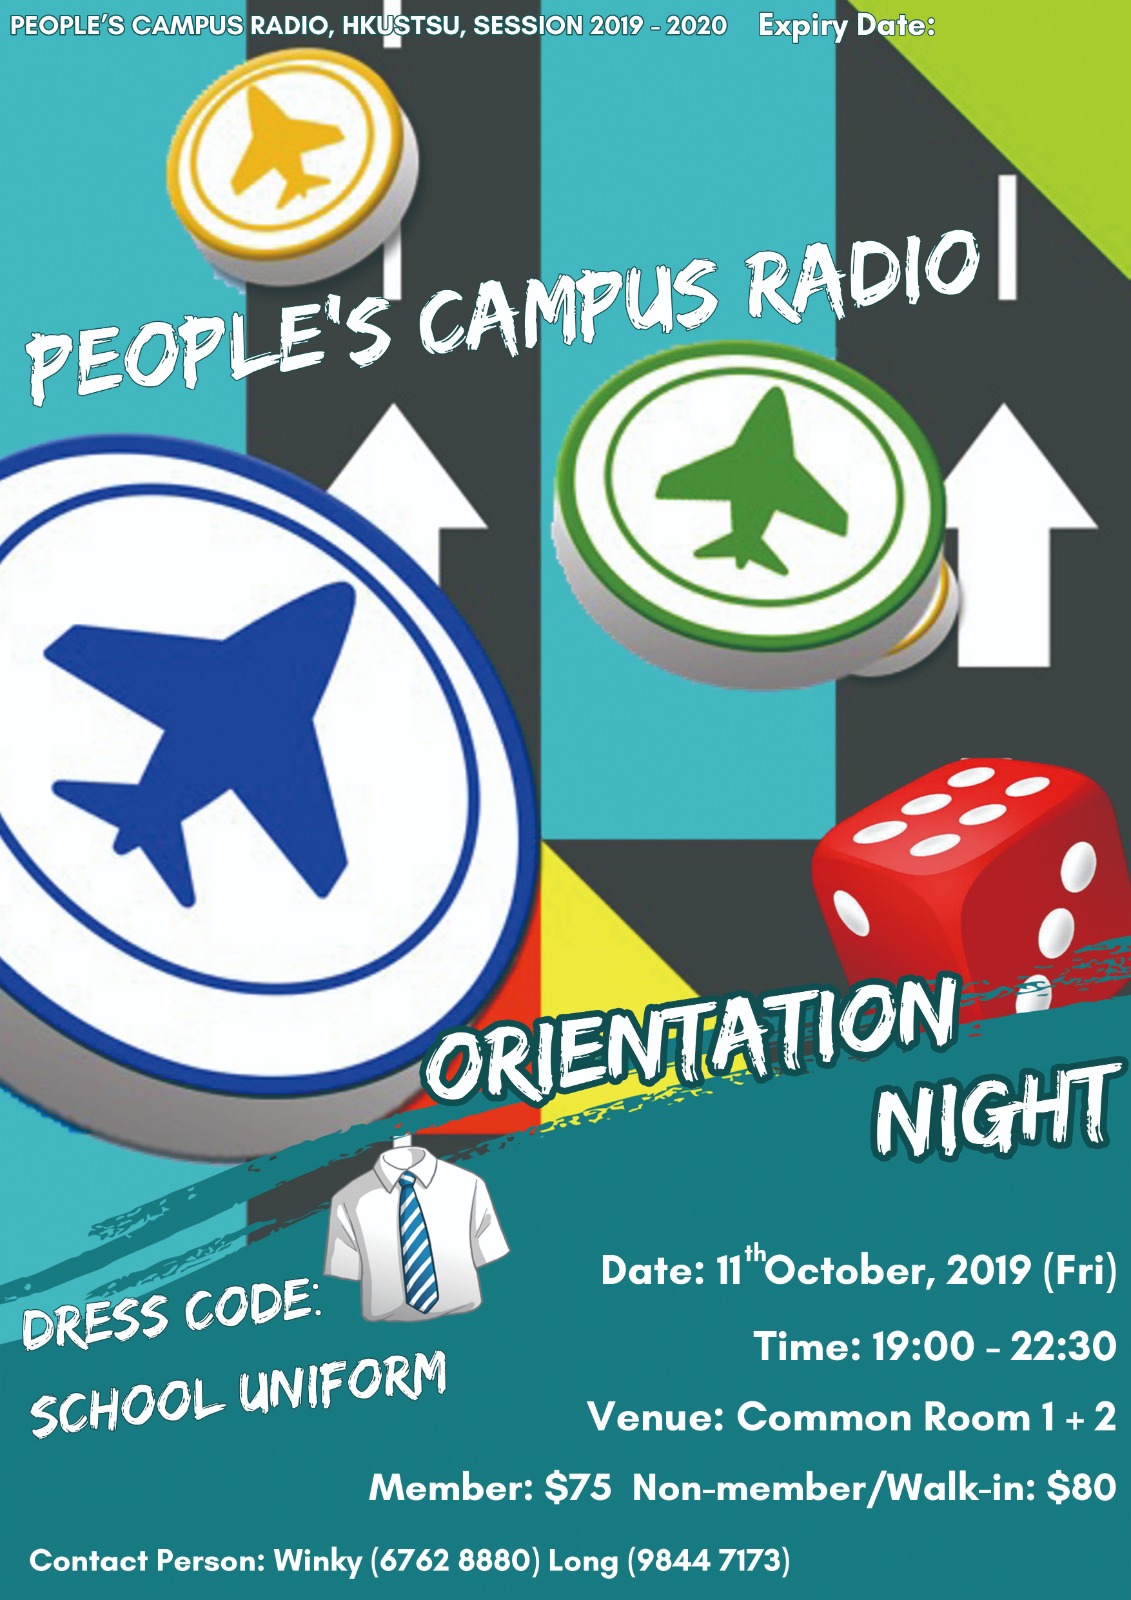 PEOPLE’S CAMPUS RADIO, HKUSTSU, SESSION 2019 - 2020 Expiry Date:
PEOPLE'S CAMPUS RADIO
ORIENTATION
NIGHT
DRESS CODE:
SCHOOL UNIFORM
Date: 11th October, 2019 (Fri)
Time: 19:00 - 22:30
Venue: Common Room 1 + 2
Member: $75 Non-member/Walk-in: $80
Contact Person: Winky (6762 8880) Long (9844 7173)